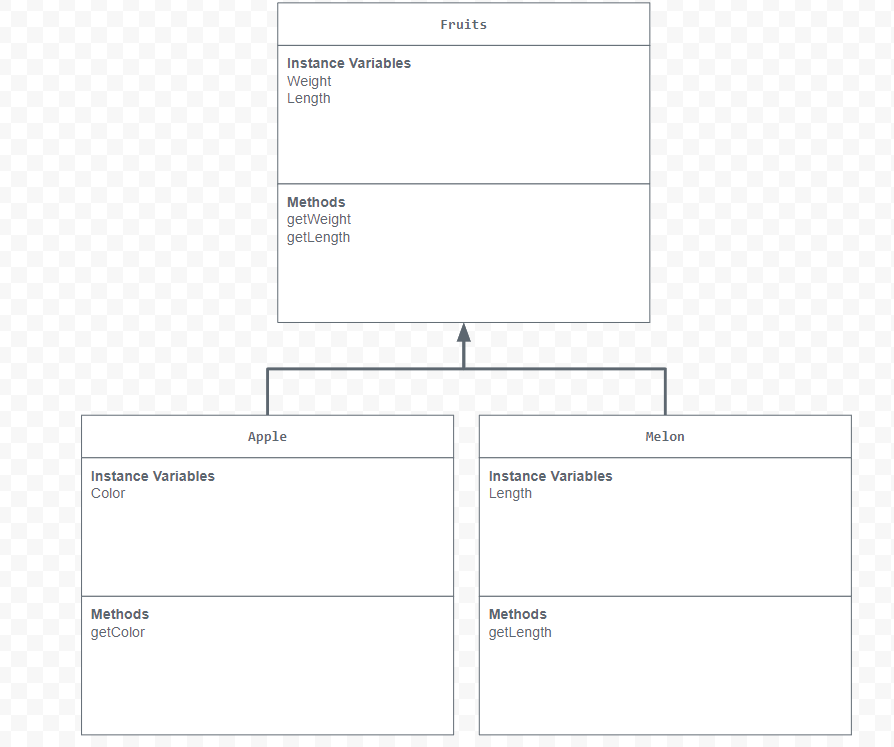 Fruits
Instance Variables
Weight
Length
Methods
getWeight
getLength
Apple
Instance Variables
Color
Methods
getColor
Melon
Instance Variables
Length
Methods
getLength